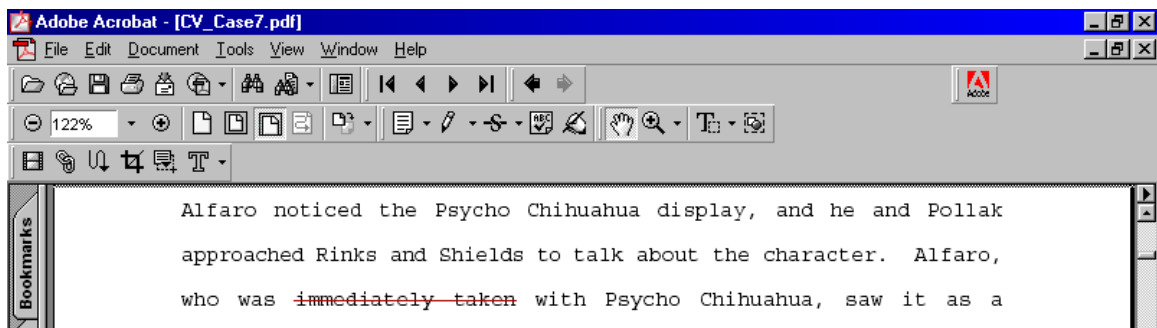 Adobe Acrobat - [CV_Case7.pdf]
File Edit Document Tools View Window Help
Adobe
122%
ABC
T
T
Bookmarks
Alfaro noticed the Psycho Chihuahua display, and he and Pollak
approached Rinks and Shields to talk about the character. Alfaro,
who was immediately taken with Psycho Chihuahua, saw it as a